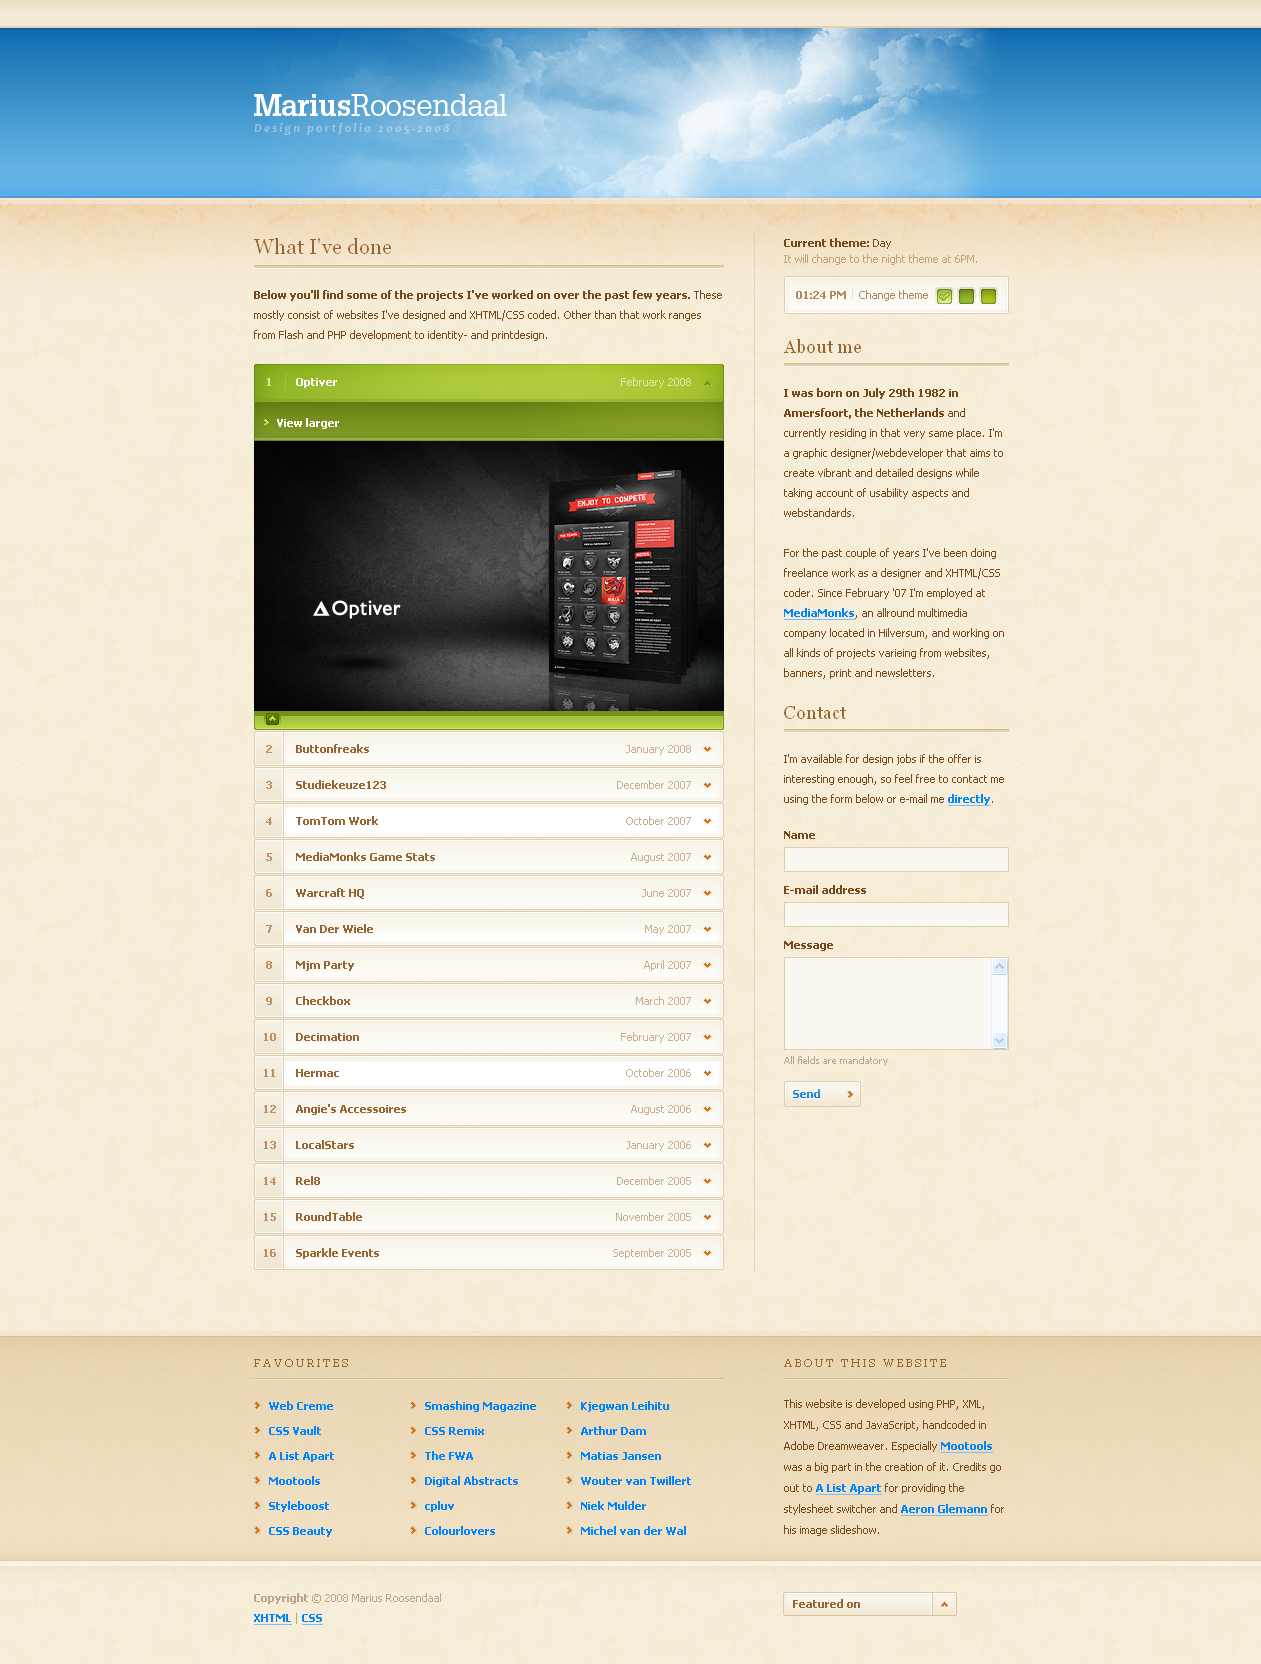 MariusRoosendaal
Design portfolio 2005-2008
What I've done
Below you'll find some of the projects I've worked on over the past few years. These
mostly consist of websites I've designed and XHTML/CSS coded. Other than that work ranges
from Flash and PHP development to identity- and printdesign.
1 Optiver February 2008
View larger
ENJOY TO COMPETE
Optiver
2 Buttonfreaks January 2008
3 Studiekeuze123 December 2007
4 TomTom Work October 2007
5 MediaMonks Game Stats August 2007
6 Warcraft HQ June 2007
7 Van Der Wiele May 2007
8 Mjm Party April 2007
9 Checkbox March 2007
10 Decimation February 2007
11 Hermac October 2006
12 Angie's Accessoires August 2006
13 LocalStars January 2006
14 Rel8 December 2005
15 RoundTable November 2005
16 Sparkle Events September 2005
Current theme: Day
It will change to the night theme at 6PM.
01:24 PM Change theme
About me
I was born on July 29th 1982 in
Amersfoort, the Netherlands and
currently residing in that very same place. I'm
a graphic designer/webdeveloper that aims to
create vibrant and detailed designs while
taking account of usability aspects and
webstandards.
For the past couple of years I've been doing
freelance work as a designer and XHTML/CSS
coder. Since February '07 I'm employed at
MediaMonks, an allround multimedia
company located in Hilversum, and working on
all kinds of projects varieing from websites,
banners, print and newsletters.
Contact
I'm available for design jobs if the offer is
interesting enough, so feel free to contact me
using the form below or e-mail me directly.
Name
E-mail address
Message
All fields are mandatory
Send
FAVOURITES
Web Creme
CSS Vault
A List Apart
Mootools
Styleboost
CSS Beauty
Smashing Magazine
CSS Remix
The FWA
Digital Abstracts
cpluv
Colourlovers
Kjegwan Leihitu
Arthur Dam
Matias Jansen
Wouter van Twillert
Niek Mulder
Michel van der Wal
ABOUT THIS WEBSITE
This website is developed using PHP, XML,
XHTML, CSS and JavaScript, handcoded in
Adobe Dreamweaver. Especially Mootools
was a big part in the creation of it. Credits go
out to A List Apart for providing the
stylesheet switcher and Aeron Glemann for
his image slideshow.
Copyright © 2008 Marius Roosendaal
XHTML | CSS
Featured on